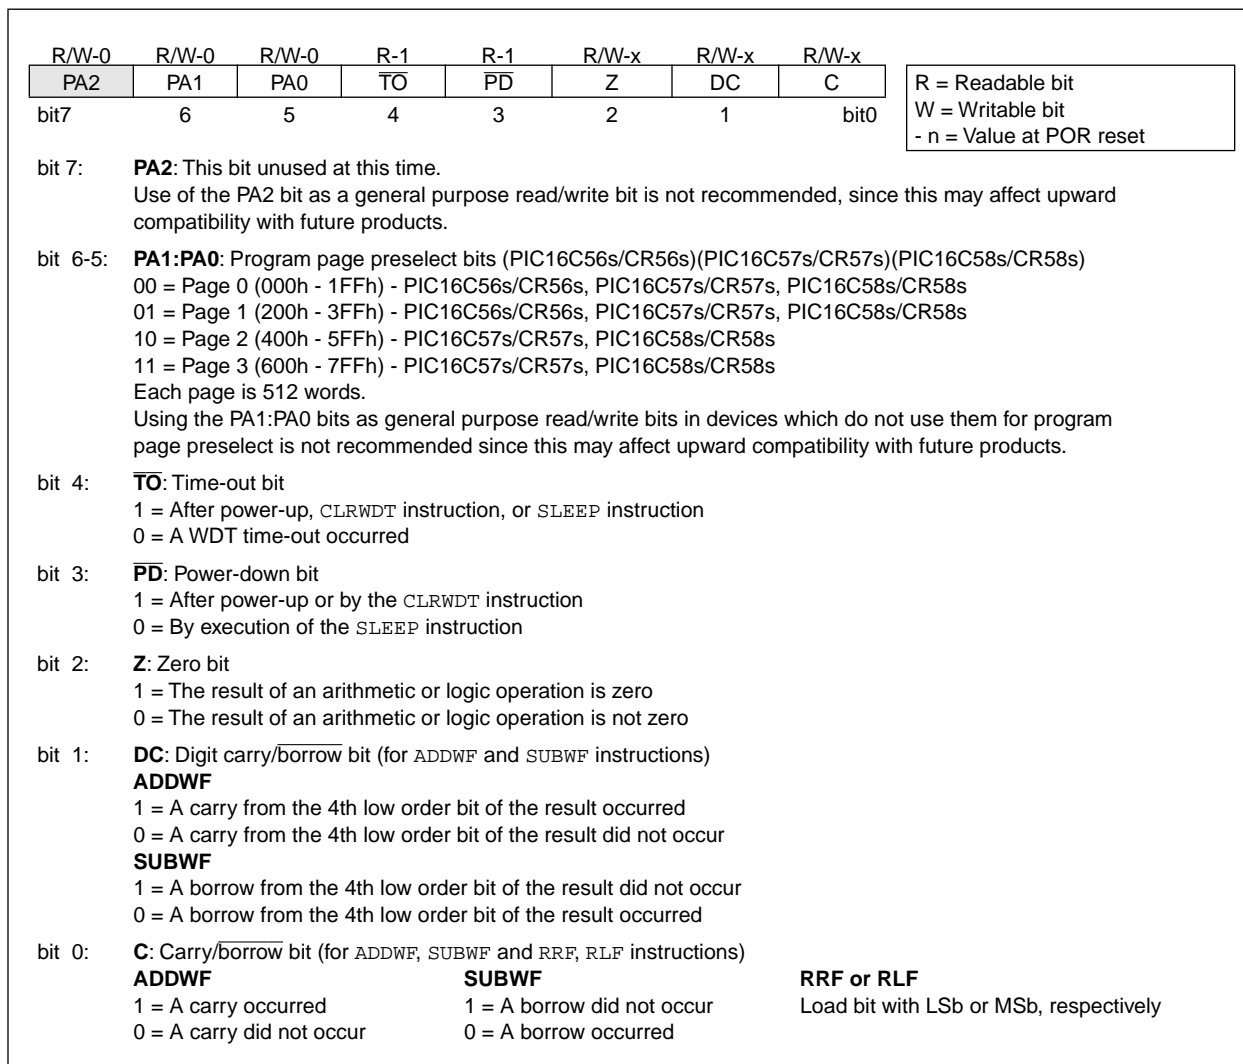 R/W-0 R/W-0 R/W-0 R-1 R-1 R/W-x R/W-x R/W-x
PA2 PA1 PA0 T̅O̅ P̅D̅ Z DC C
bit7 6 5 4 3 2 1 bit0
R = Readable bit
W = Writable bit
- n = Value at POR reset
bit 7: PA2: This bit unused at this time.
Use of the PA2 bit as a general purpose read/write bit is not recommended, since this may affect upward
compatibility with future products.
bit 6-5: PA1:PA0: Program page preselect bits (PIC16C56s/CR56s)(PIC16C57s/CR57s)(PIC16C58s/CR58s)
00 = Page 0 (000h - 1FFh) - PIC16C56s/CR56s, PIC16C57s/CR57s, PIC16C58s/CR58s
01 = Page 1 (200h - 3FFh) - PIC16C56s/CR56s, PIC16C57s/CR57s, PIC16C58s/CR58s
10 = Page 2 (400h - 5FFh) - PIC16C57s/CR57s, PIC16C58s/CR58s
11 = Page 3 (600h - 7FFh) - PIC16C57s/CR57s, PIC16C58s/CR58s
Each page is 512 words.
Using the PA1:PA0 bits as general purpose read/write bits in devices which do not use them for program
page preselect is not recommended since this may affect upward compatibility with future products.
bit 4: T̅O̅: Time-out bit
1 = After power-up, CLRWDT instruction, or SLEEP instruction
0 = A WDT time-out occurred
bit 3: P̅D̅: Power-down bit
1 = After power-up or by the CLRWDT instruction
0 = By execution of the SLEEP instruction
bit 2: Z: Zero bit
1 = The result of an arithmetic or logic operation is zero
0 = The result of an arithmetic or logic operation is not zero
bit 1: DC: Digit carry/b̅o̅r̅r̅o̅w̅ bit (for ADDWF and SUBWF instructions)
ADDWF
1 = A carry from the 4th low order bit of the result occurred
0 = A carry from the 4th low order bit of the result did not occur
SUBWF
1 = A borrow from the 4th low order bit of the result did not occur
0 = A borrow from the 4th low order bit of the result occurred
bit 0: C: Carry/b̅o̅r̅r̅o̅w̅ bit (for ADDWF, SUBWF and RRF, RLF instructions)
ADDWF SUBWF RRF or RLF
1 = A carry occurred 1 = A borrow did not occur Load bit with LSb or MSb, respectively
0 = A carry did not occur 0 = A borrow occurred